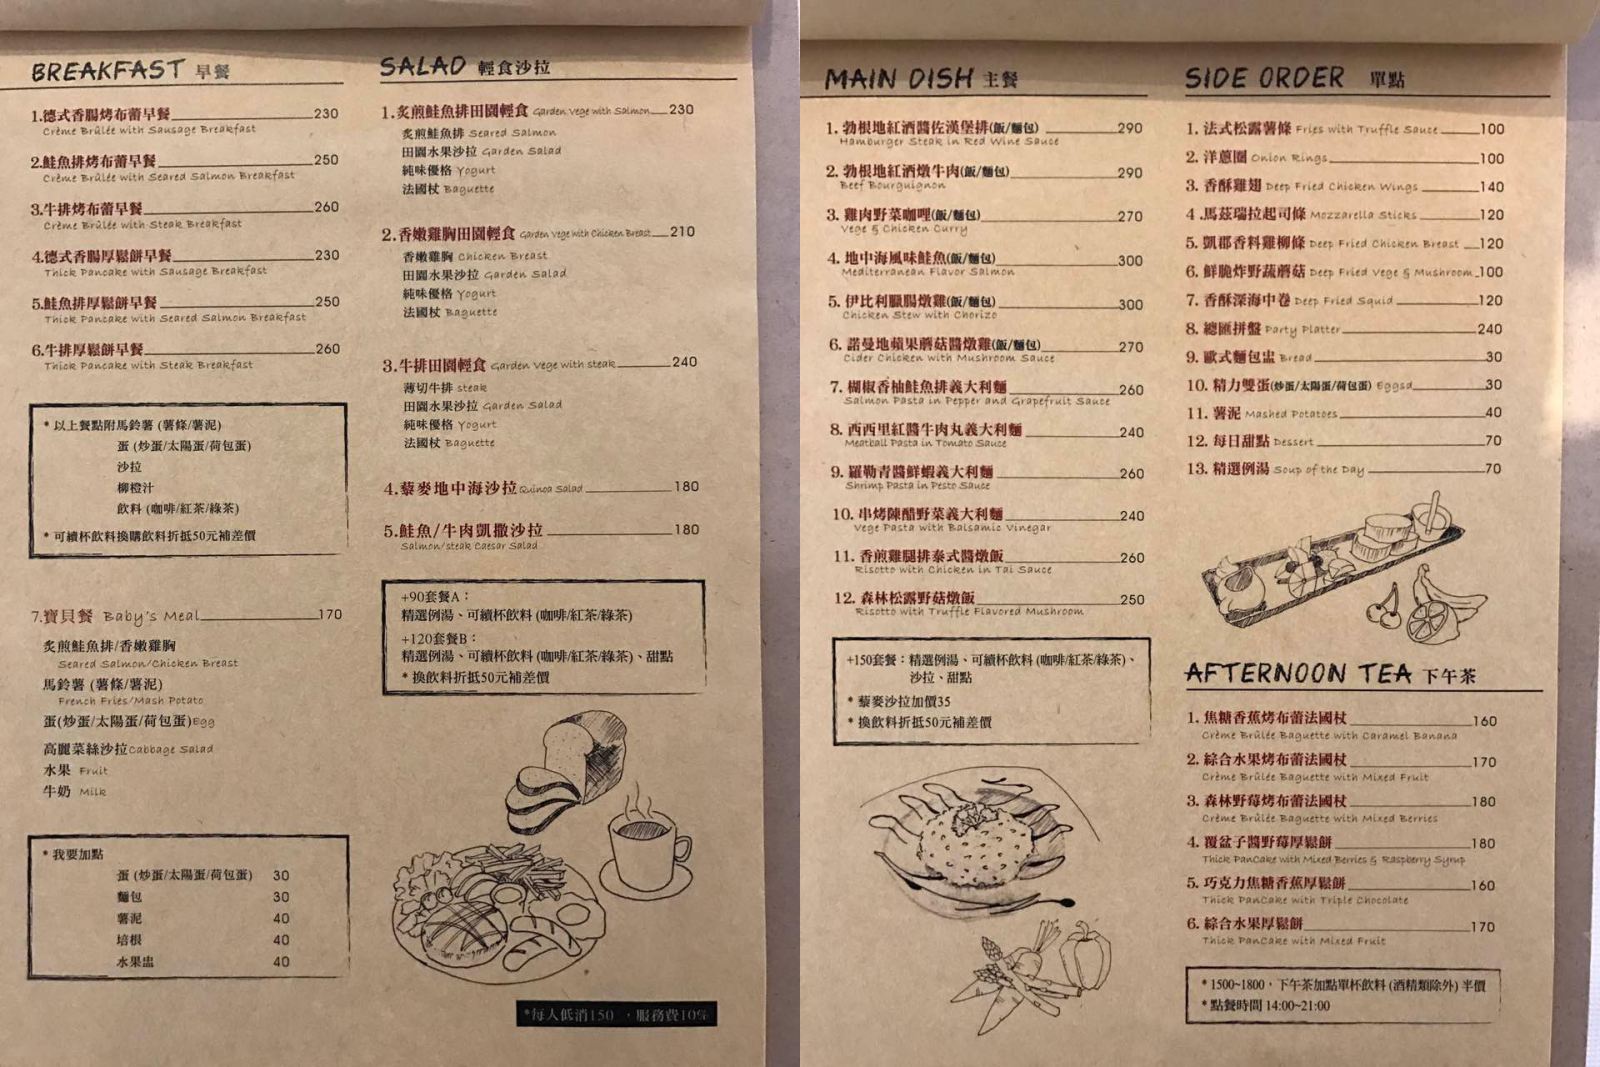 BREAKFAST 早餐
1.德式香腸烤布蕾早餐 230
Crème Brûlée with Sausage Breakfast
2.鮭魚排烤布蕾早餐 250
Crème Brûlée with Seared Salmon Breakfast
3.牛排烤布蕾早餐 260
Crème Brûlée with Steak Breakfast
4.德式香腸厚鬆餅早餐 230
Thick Pancake with Sausage Breakfast
5.鮭魚排厚鬆餅早餐 250
Thick Pancake with Seared Salmon Breakfast
6.牛排厚鬆餅早餐 260
Thick Pancake with Steak Breakfast
*以上餐點附馬鈴薯 (薯條/薯泥)
蛋 (炒蛋/太陽蛋/荷包蛋)
沙拉
柳橙汁
飲料 (咖啡/紅茶/綠茶)
*可續杯飲料換購飲料折抵50元補差價
7.寶貝餐 Baby's Meal 170
炙煎鮭魚排/香嫩雞胸
Seared Salmon/Chicken Breast
馬鈴薯 (薯條/薯泥)
French Fries/Mash Potato
蛋(炒蛋/太陽蛋/荷包蛋)Egg
高麗菜絲沙拉Cabbage Salad
水果 Fruit
牛奶 Milk
*我要加點
蛋 (炒蛋/太陽蛋/荷包蛋) 30
麵包 30
薯泥 40
培根 40
水果盅 40
SALAD 輕食沙拉
1.炙煎鮭魚排田園輕食 Garden Vege with Salmon 230
炙煎鮭魚排 Seared Salmon
田園水果沙拉 Garden Salad
純味優格 Yogurt
法國杖 Baguette
2.香嫩雞胸田園輕食 Garden Vege with Chicken Breast 210
香嫩雞胸 Chicken Breast
田園水果沙拉 Garden Salad
純味優格 Yogurt
法國杖 Baguette
3.牛排田園輕食 Garden Vege with steak 240
薄切牛排 steak
田園水果沙拉 Garden Salad
純味優格 Yogurt
法國杖 Baguette
4.藜麥地中海沙拉Quinoa Salad 180
5.鮭魚/牛肉凱撒沙拉 180
Salmon/steak Caesar Salad
+90套餐A：
精選例湯、可續杯飲料 (咖啡/紅茶/綠茶)
+120套餐B：
精選例湯、可續杯飲料 (咖啡/紅茶/綠茶)、甜點
*換飲料折抵50元補差價
*每人低消150 ，服務費10%
MAIN DISH 主餐
1. 勃根地紅酒醬佐漢堡排(飯/麵包) 290
Hamburger Steak in Red Wine Sauce
2. 勃根地紅酒燉牛肉(飯/麵包) 290
Beef Bourguignon
3. 雞肉野菜咖哩(飯/麵包) 270
Vege & Chicken Curry
4. 地中海風味鮭魚(飯/麵包) 300
Mediterranean Flavor Salmon
5. 伊比利臘腸燉雞(飯/麵包) 300
Chicken Stew with Chorizo
6. 諾曼地蘋果蘑菇醬燉雞(飯/麵包) 270
Cider Chicken with Mushroom Sauce
7. 椒椒香柚鮭魚排義大利麵 260
Salmon Pasta in Pepper and Grapefruit Sauce
8. 西西里紅醬牛肉丸義大利麵 240
Meatball Pasta in Tomato Sauce
9. 羅勒青醬鮮蝦義大利麵 260
Shrimp Pasta in Pesto Sauce
10. 串烤陳醋野菜義大利麵 240
Vege Pasta with Balsamic Vinegar
11. 香煎雞腿排泰式醬燉飯 260
Risotto with Chicken in Tai Sauce
12. 森林松露野菇燉飯 250
Risotto with Truffle Flavored Mushroom
+150套餐：精選例湯、可續杯飲料 (咖啡/紅茶/綠茶)、
沙拉、甜點
*藜麥沙拉加價35
*換飲料折抵50元補差價
SIDE ORDER 單點
1. 法式松露薯條 Fries with Truffle Sauce 100
2. 洋蔥圈 Onion Rings 100
3. 香酥雞翅 Deep Fried Chicken Wings 140
4 .馬茲瑞拉起司條 Mozzarella Sticks 120
5. 凱郡香料雞柳條 Deep Fried Chicken Breast 120
6. 鮮脆炸野蔬蘑菇 Deep Fried Vege & Mushroom 100
7. 香酥深海中卷 Deep Fried Squid 120
8. 總匯拼盤 Party Platter 240
9. 歐式麵包盅 Bread 30
10. 精力雙蛋(炒蛋/太陽蛋/荷包蛋) Eggsd 30
11. 薯泥 Mashed Potatoes 40
12. 每日甜點 Dessert 70
13. 精選例湯 Soup of the Day 70
AFTERNOON TEA 下午茶
1. 焦糖香蕉烤布蕾法國杖 160
Crème Brûlée Baguette with Caramel Banana
2. 綜合水果烤布蕾法國杖 170
Crème Brûlée Baguette with Mixed Fruit
3. 森林野莓烤布蕾法國杖 180
Crème Brûlée Baguette with Mixed Berries
4. 覆盆子醬野莓厚鬆餅 180
Thick PanCake with Mixed Berries & Raspberry Syrup
5. 巧克力焦糖香蕉厚鬆餅 160
Thick PanCake with Triple Chocolate
6. 綜合水果厚鬆餅 170
Thick PanCake with Mixed Fruit
*1500~1800，下午茶加點單杯飲料 (酒精類除外) 半價
*點餐時間 14:00~21:00